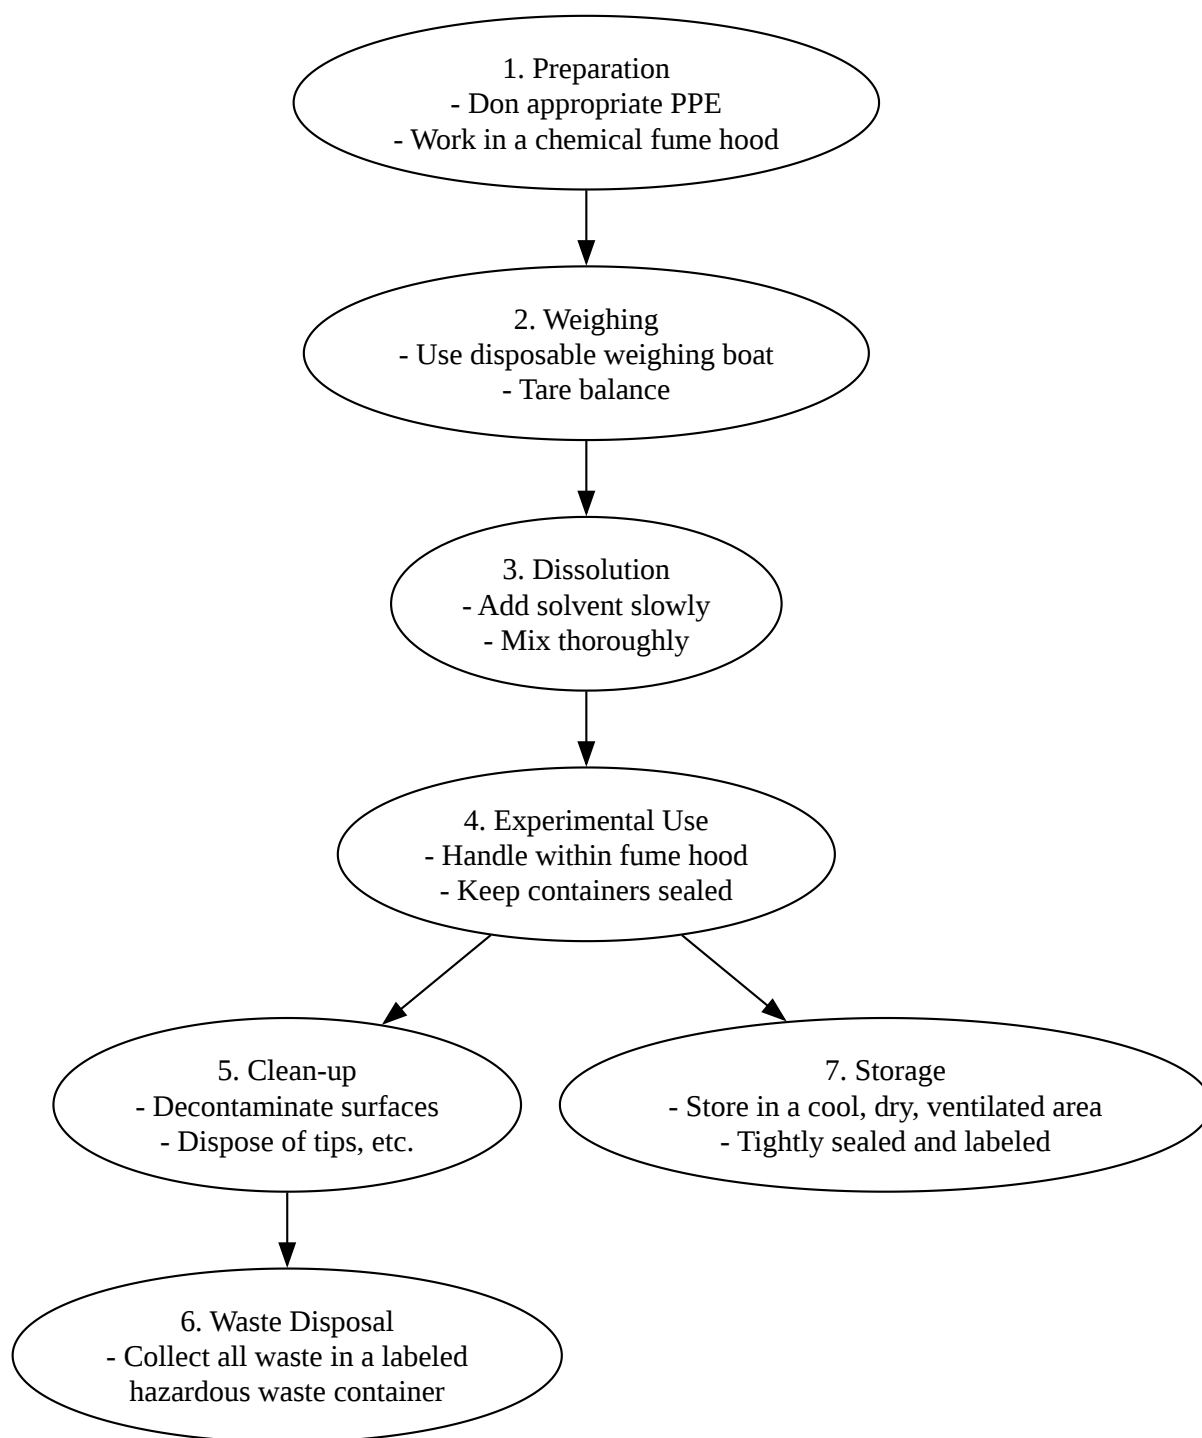 1. Preparation
- Don appropriate PPE
- Work in a chemical fume hood
2. Weighing
- Use disposable weighing boat
- Tare balance
3. Dissolution
- Add solvent slowly
- Mix thoroughly
4. Experimental Use
- Handle within fume hood
- Keep containers sealed
5. Clean-up
- Decontaminate surfaces
- Dispose of tips, etc.
7. Storage
- Store in a cool, dry, ventilated area
- Tightly sealed and labeled
6. Waste Disposal
- Collect all waste in a labeled
hazardous waste container